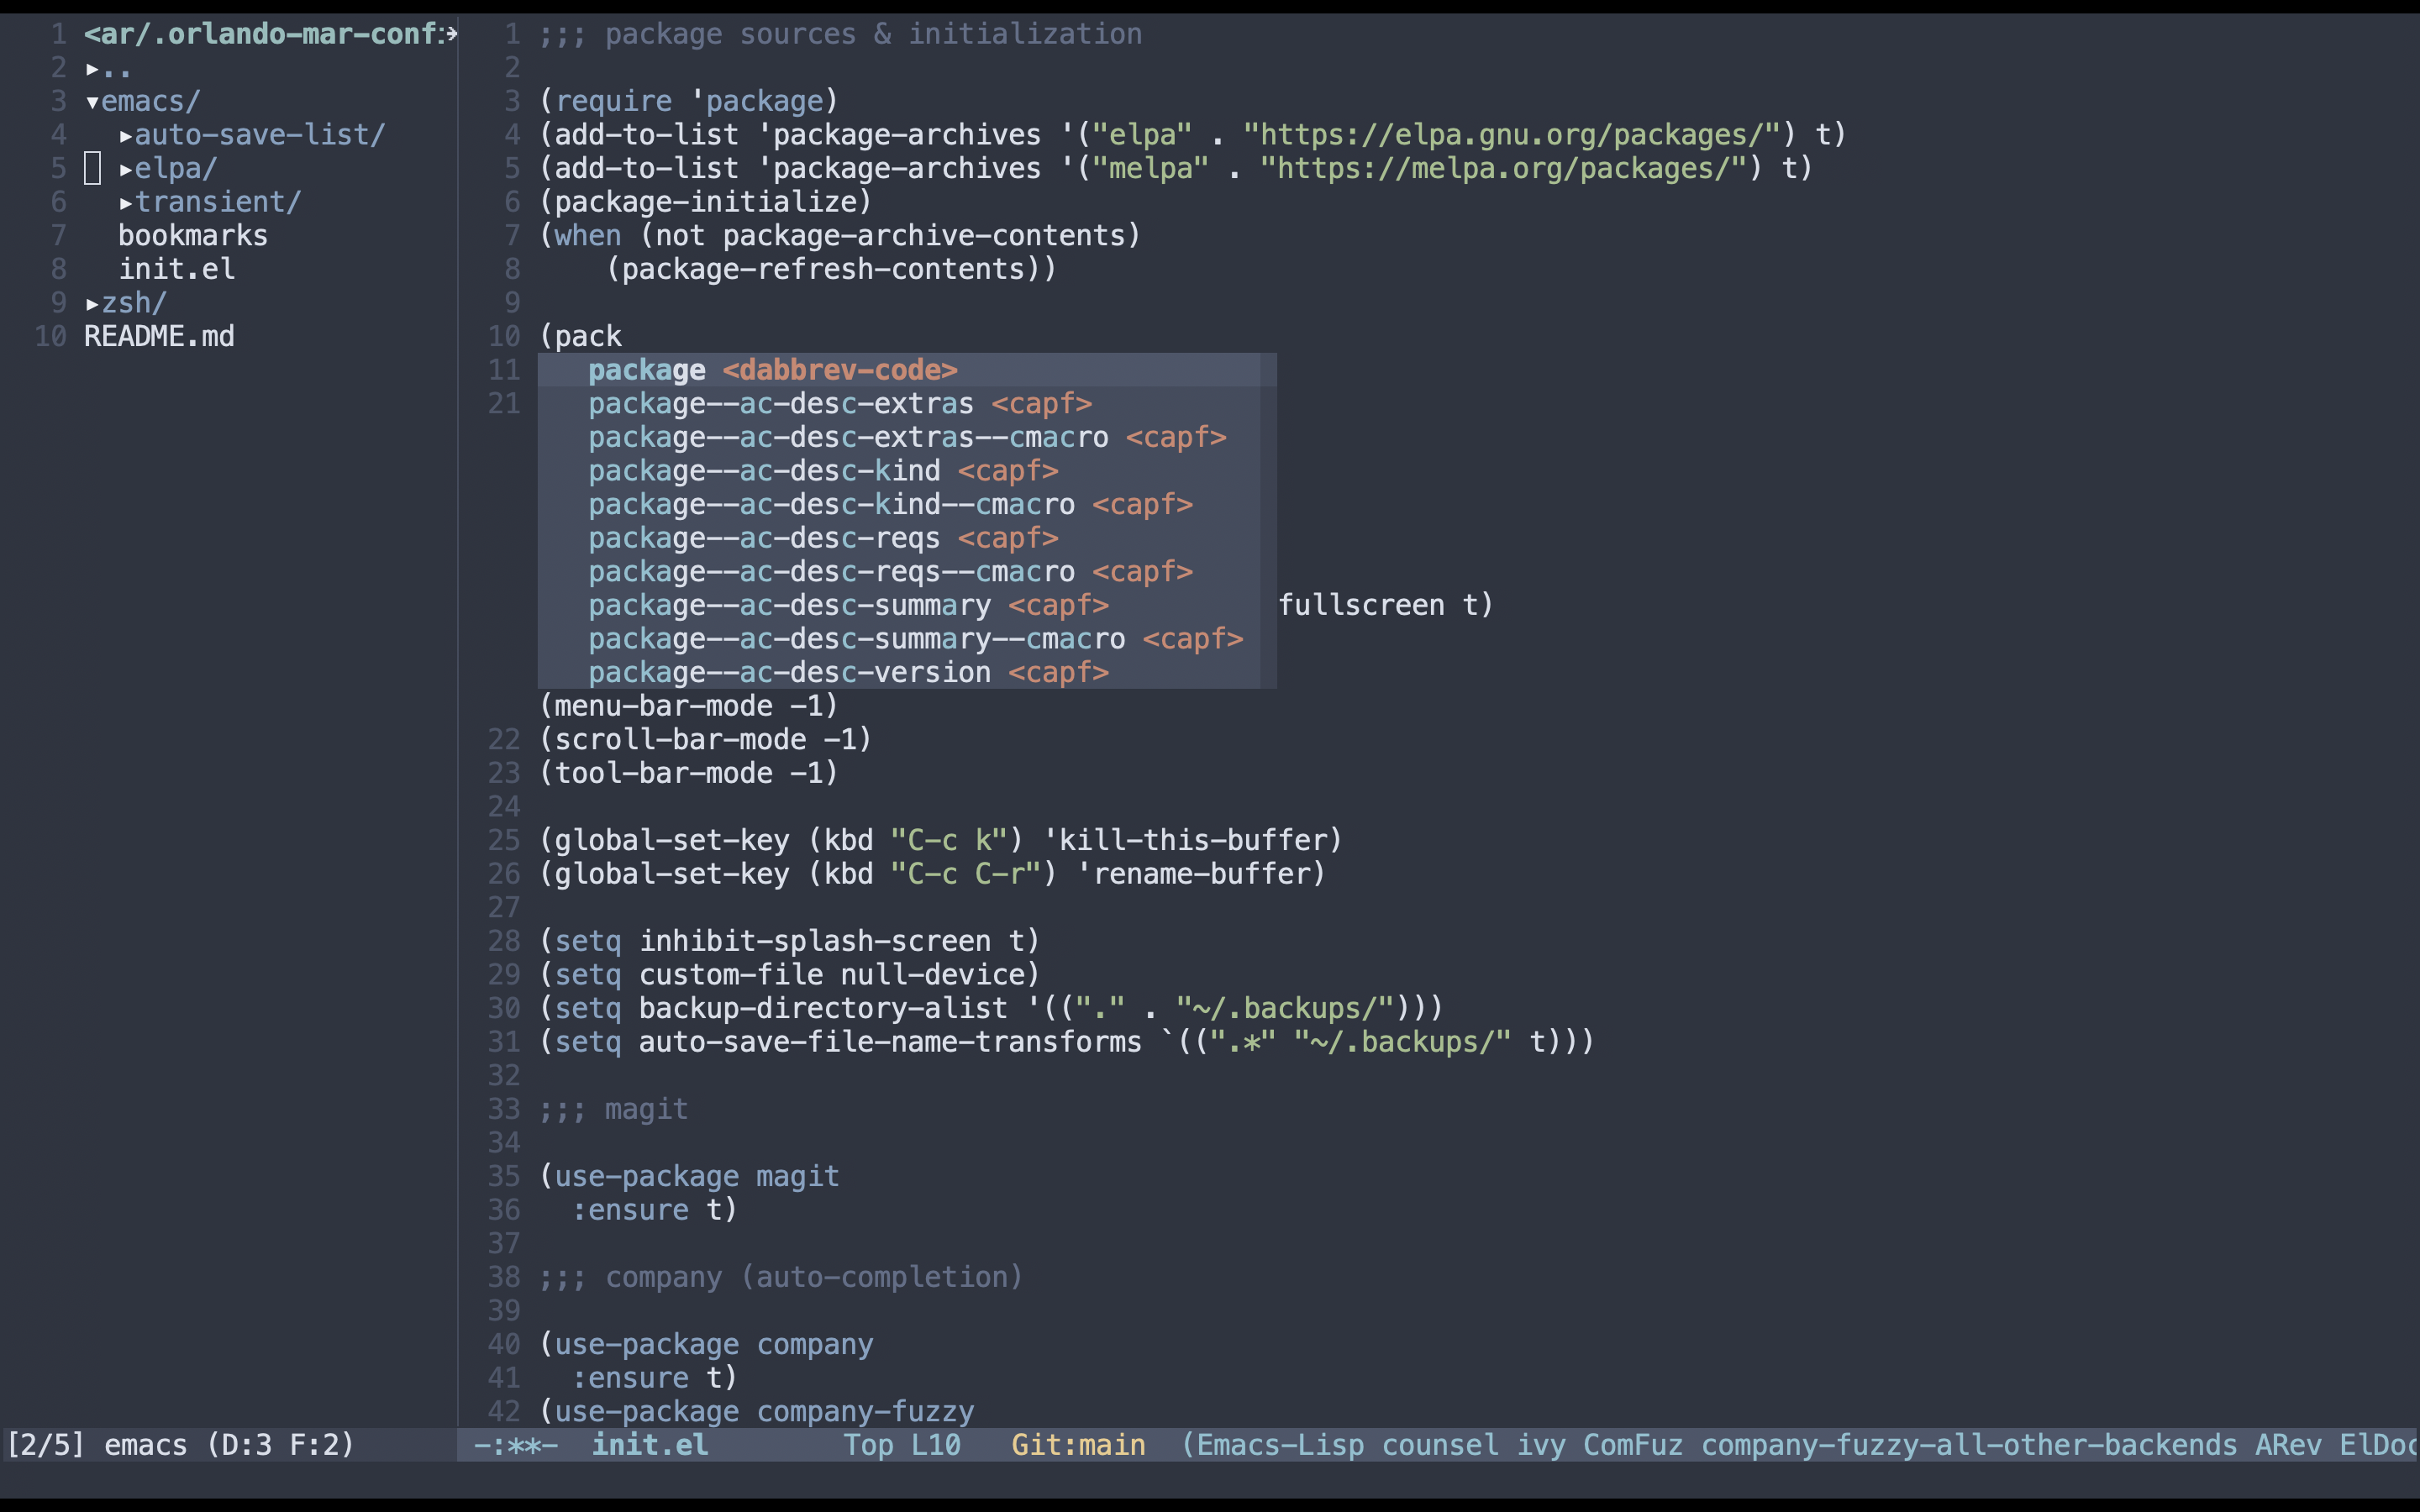 1 <ar/.orlando-mar-conf:
2 ▸..
3 ▾emacs/
4 ▸auto-save-list/
5 ▸elpa/
6 ▸transient/
7 bookmarks
8 init.el
9 ▸zsh/
10 README.md
[2/5] emacs (D:3 F:2)
1 ;;; package sources & initialization
2
3 (require 'package)
4 (add-to-list 'package-archives '("elpa" . "https://elpa.gnu.org/packages/") t)
5 (add-to-list 'package-archives '("melpa" . "https://melpa.org/packages/") t)
6 (package-initialize)
7 (when (not package-archive-contents)
8     (package-refresh-contents))
9
10 (pack
11 package <dabbrev-code>
21 package--ac-desc-extras <capf>
package--ac-desc-extras--cmacro <capf>
package--ac-desc-kind <capf>
package--ac-desc-kind--cmacro <capf>
package--ac-desc-reqs <capf>
package--ac-desc-reqs--cmacro <capf>
package--ac-desc-summary <capf> fullscreen t)
package--ac-desc-summary--cmacro <capf>
package--ac-desc-version <capf>
(menu-bar-mode -1)
22 (scroll-bar-mode -1)
23 (tool-bar-mode -1)
24
25 (global-set-key (kbd "C-c k") 'kill-this-buffer)
26 (global-set-key (kbd "C-c C-r") 'rename-buffer)
27
28 (setq inhibit-splash-screen t)
29 (setq custom-file null-device)
30 (setq backup-directory-alist '(("." . "~/.backups/")))
31 (setq auto-save-file-name-transforms `((".*" "~/.backups/" t)))
32
33 ;;; magit
34
35 (use-package magit
36   :ensure t)
37
38 ;;; company (auto-completion)
39
40 (use-package company
41   :ensure t)
42 (use-package company-fuzzy
-:**- init.el Top L10 Git:main (Emacs-Lisp counsel ivy ComFuz company-fuzzy-all-other-backends ARev ElDoc